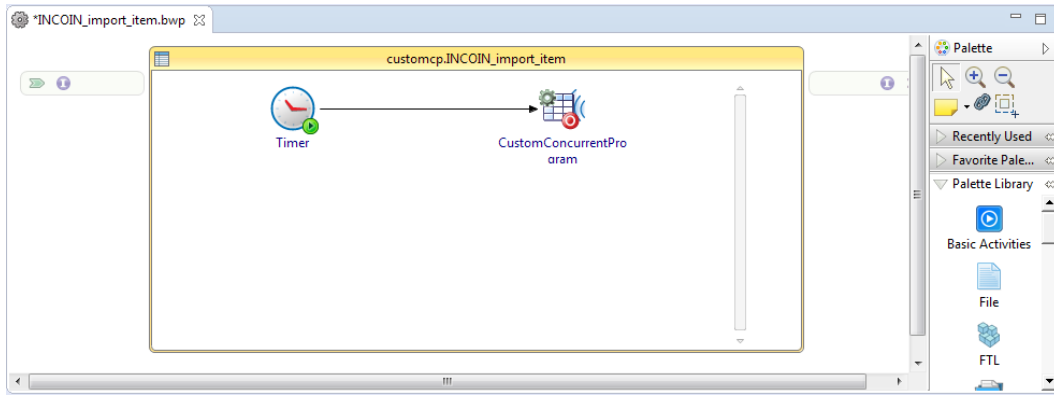 *INCOIN_import_item.bwp
customcp.INCOIN_import_item
Timer
CustomConcurrentPro
gram
Palette
Recently Used
Favorite Pale...
Palette Library
Basic Activities
File
FTL